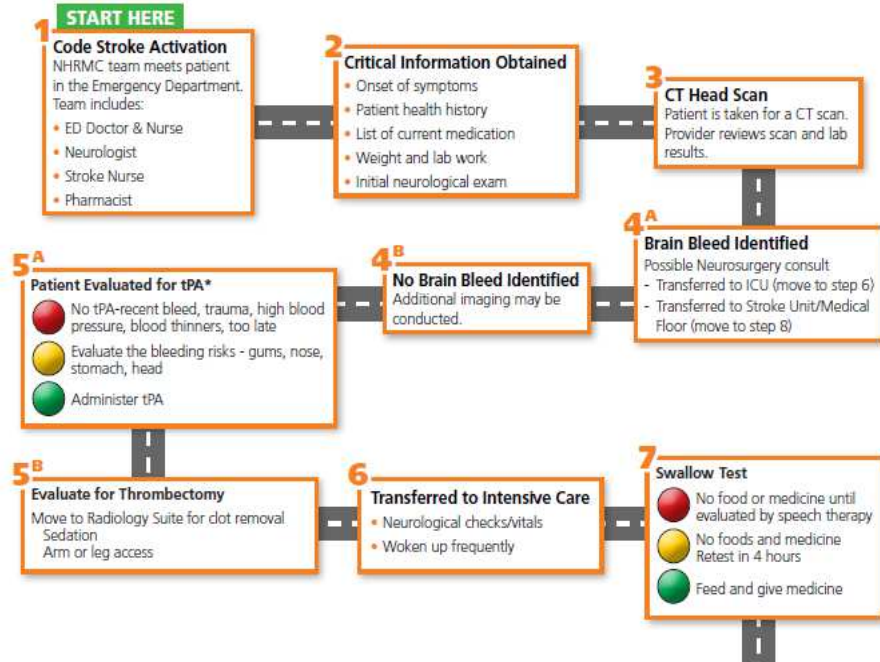 START HERE
1
Code Stroke Activation
NHRMC team meets patient
in the Emergency Department.
Team includes:
• ED Doctor & Nurse
• Neurologist
• Stroke Nurse
• Pharmacist
2
Critical Information Obtained
• Onset of symptoms
• Patient health history
• List of current medication
• Weight and lab work
• Initial neurological exam
3
CT Head Scan
Patient is taken for a CT scan.
Provider reviews scan and lab
results.
4A
Brain Bleed Identified
Possible Neurosurgery consult
- Transferred to ICU (move to step 6)
- Transferred to Stroke Unit/Medical
Floor (move to step 8)
4B
No Brain Bleed Identified
Additional imaging may be
conducted.
5A
Patient Evaluated for tPA*
No tPA-recent bleed, trauma, high blood
pressure, blood thinners, too late
Evaluate the bleeding risks - gums, nose,
stomach, head
Administer tPA
5B
Evaluate for Thrombectomy
Move to Radiology Suite for clot removal
Sedation
Arm or leg access
6
Transferred to Intensive Care
• Neurological checks/vitals
• Woken up frequently
7
Swallow Test
No food or medicine until
evaluated by speech therapy
No foods and medicine
Retest in 4 hours
Feed and give medicine